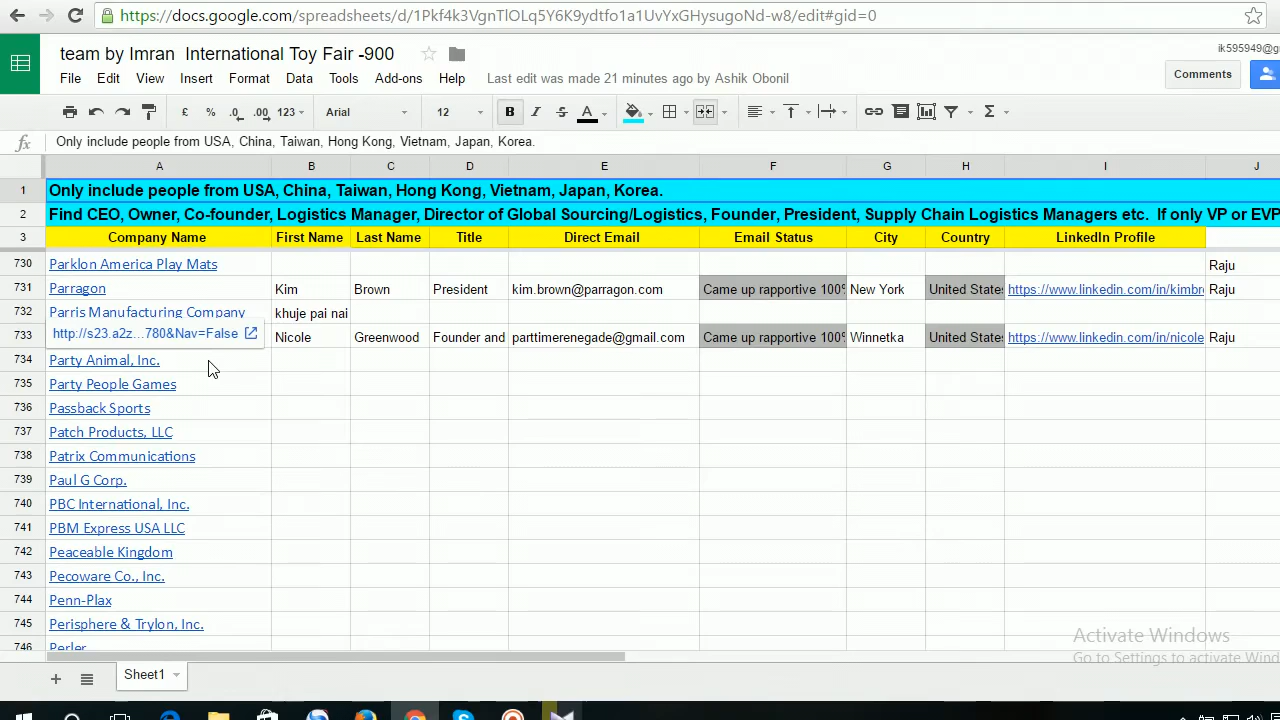 https://docs.google.com/spreadsheets/d/1Pkf4k3VgnTlOLq5Y6K9ydtfo1a1UvYxGHysugoNd-w8/edit#gid=0
team by Imran International Toy Fair -900
ik595949@g
File Edit View Insert Format Data Tools Add-ons Help Last edit was made 21 minutes ago by Ashik Obonil
Comments
£ % .0 .00 123 Arial 12 B I S A Σ
fx Only include people from USA, China, Taiwan, Hong Kong, Vietnam, Japan, Korea.
A B C D E F G H I J
1 Only include people from USA, China, Taiwan, Hong Kong, Vietnam, Japan, Korea.
2 Find CEO, Owner, Co-founder, Logistics Manager, Director of Global Sourcing/Logistics, Founder, President, Supply Chain Logistics Managers etc. If only VP or EVP
3 Company Name First Name Last Name Title Direct Email Email Status City Country LinkedIn Profile
730 Parklon America Play Mats Raju
731 Parragon Kim Brown President kim.brown@parragon.com Came up rapportive 100% New York United States https://www.linkedin.com/in/kimbr Raju
732 Parris Manufacturing Company khuje pai nai
733 http://s23.a2z...780&Nav=False Nicole Greenwood Founder and parttimerenegade@gmail.com Came up rapportive 100% Winnetka United States https://www.linkedin.com/in/nicole Raju
734 Party Animal, Inc.
735 Party People Games
736 Passback Sports
737 Patch Products, LLC
738 Patrix Communications
739 Paul G Corp.
740 PBC International, Inc.
741 PBM Express USA LLC
742 Peaceable Kingdom
743 Pecoware Co., Inc.
744 Penn-Plax
745 Perisphere & Trylon, Inc.
746 Perler
Activate Windows
Go to Settings to activate Wind
Sheet1